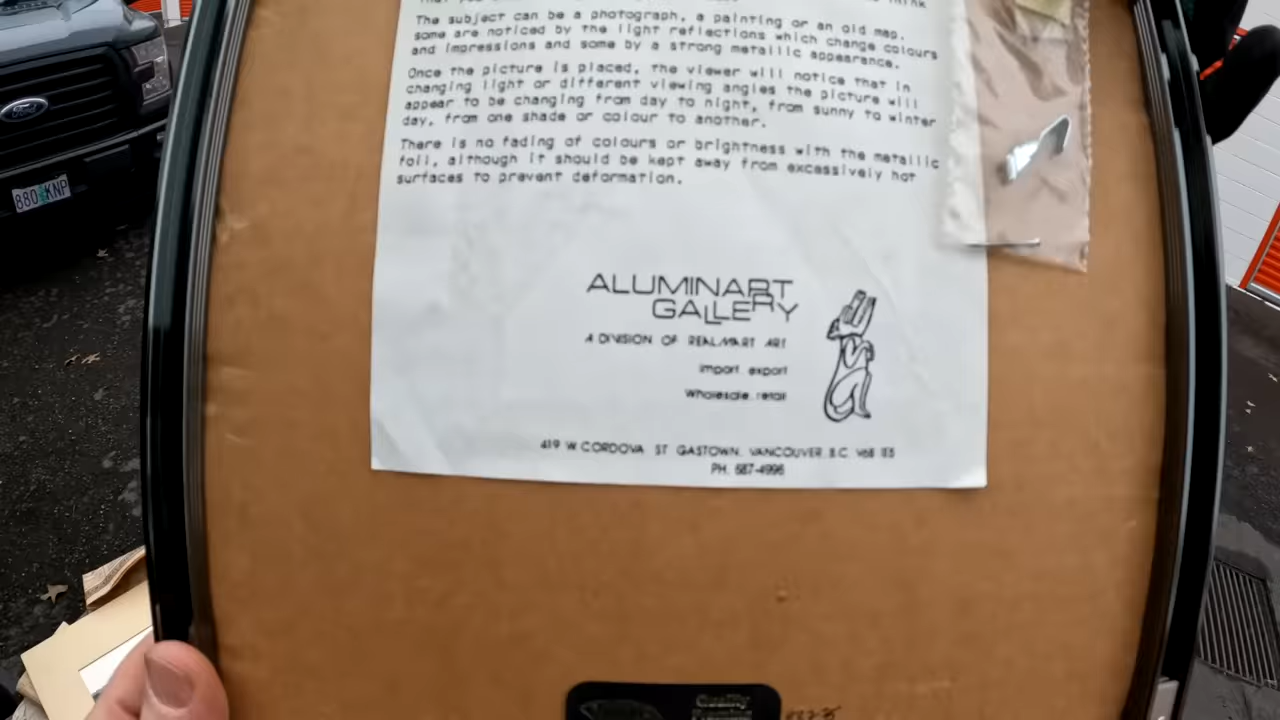 The subject can be a photograph, a painting or an old map.
some are noticed by the light reflections which change colours
and impressions and some by a strong metallic appearance.
Once the picture is placed, the viewer will notice that in
changing light or different viewing angles the picture will
appear to be changing from day to night, from sunny to winter
day, from one shade or colour to another.
There is no fading of colours or brightness with the metallic
foil, although it should be kept away from excessively hot
surfaces to prevent deformation.
ALUMINART
GALLERY
A DIVISION OF REALMART ART
import. export
Wholesale. retail
419 W. CORDOVA ST GASTOWN. VANCOUVER. B.C.
PH. 687-4996
Quality
Ford
880 KNP